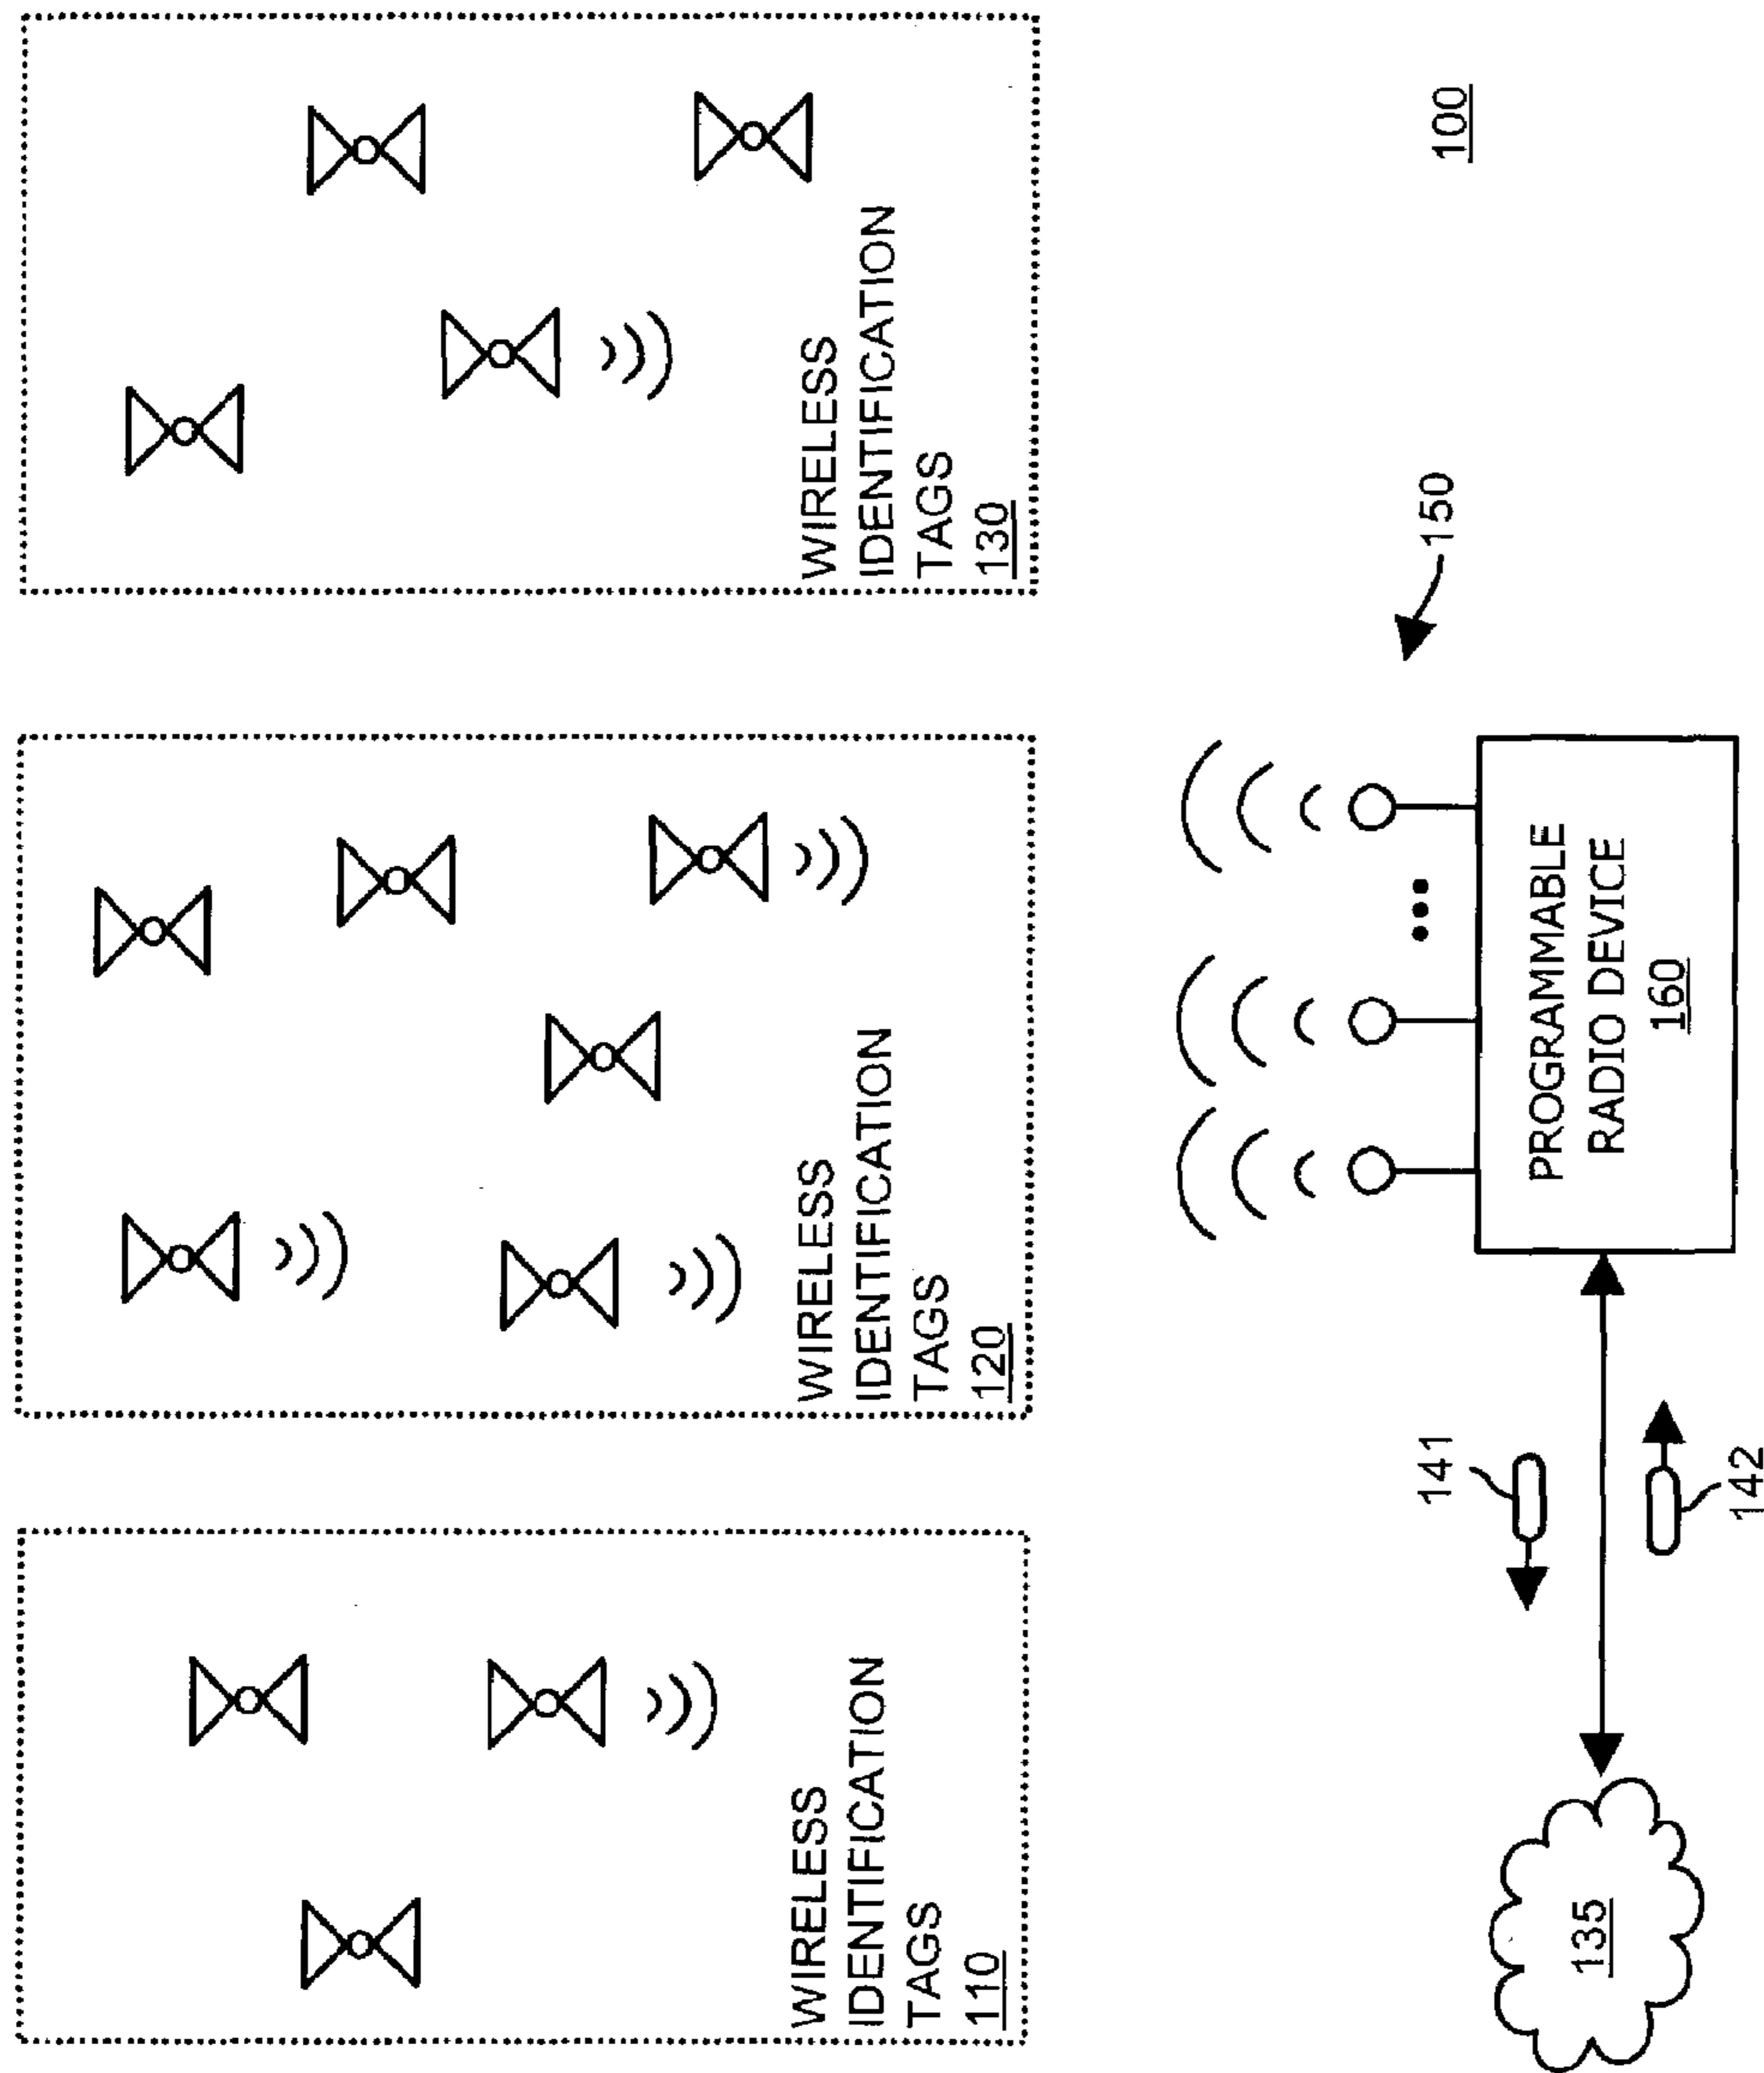 WIRELESS
IDENTIFICATION
TAGS
110
WIRELESS
IDENTIFICATION
TAGS
120
WIRELESS
IDENTIFICATION
TAGS
130
135
141
142
PROGRAMMABLE
RADIO DEVICE
160
150
100